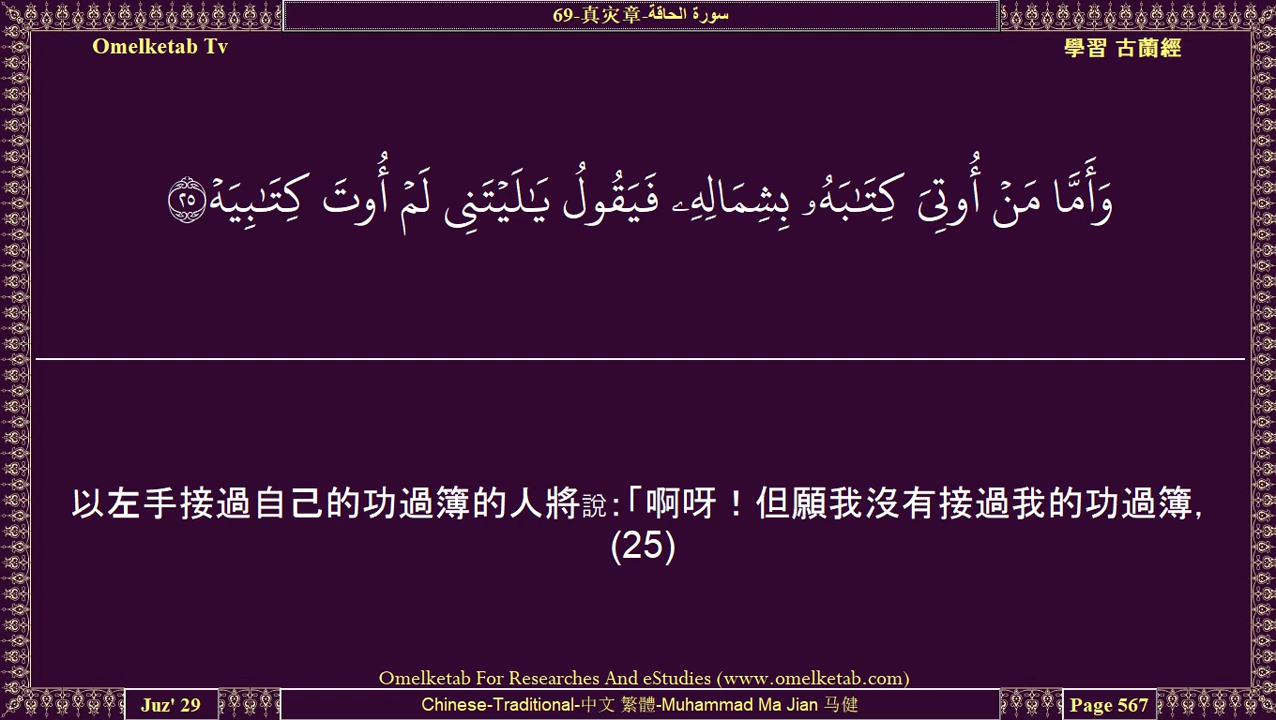 69-真灾章-سورة الحاقة
Omelketab Tv
學習 古蘭經
وَأَمَّا مَنۡ أُوتِيَ كِتَٰبَهُۥ بِشِمَالِهِۦ فَيَقُولُ يَٰلَيۡتَنِي لَمۡ أُوتَ كِتَٰبِيَهۡ ٢٥
以左手接過自己的功過簿的人將說:「啊呀！但願我沒有接過我的功過簿,
(25)
Omelketab For Researches And eStudies (www.omelketab.com)
Juz' 29
Chinese-Traditional-中文 繁體-Muhammad Ma Jian 马健
Page 567